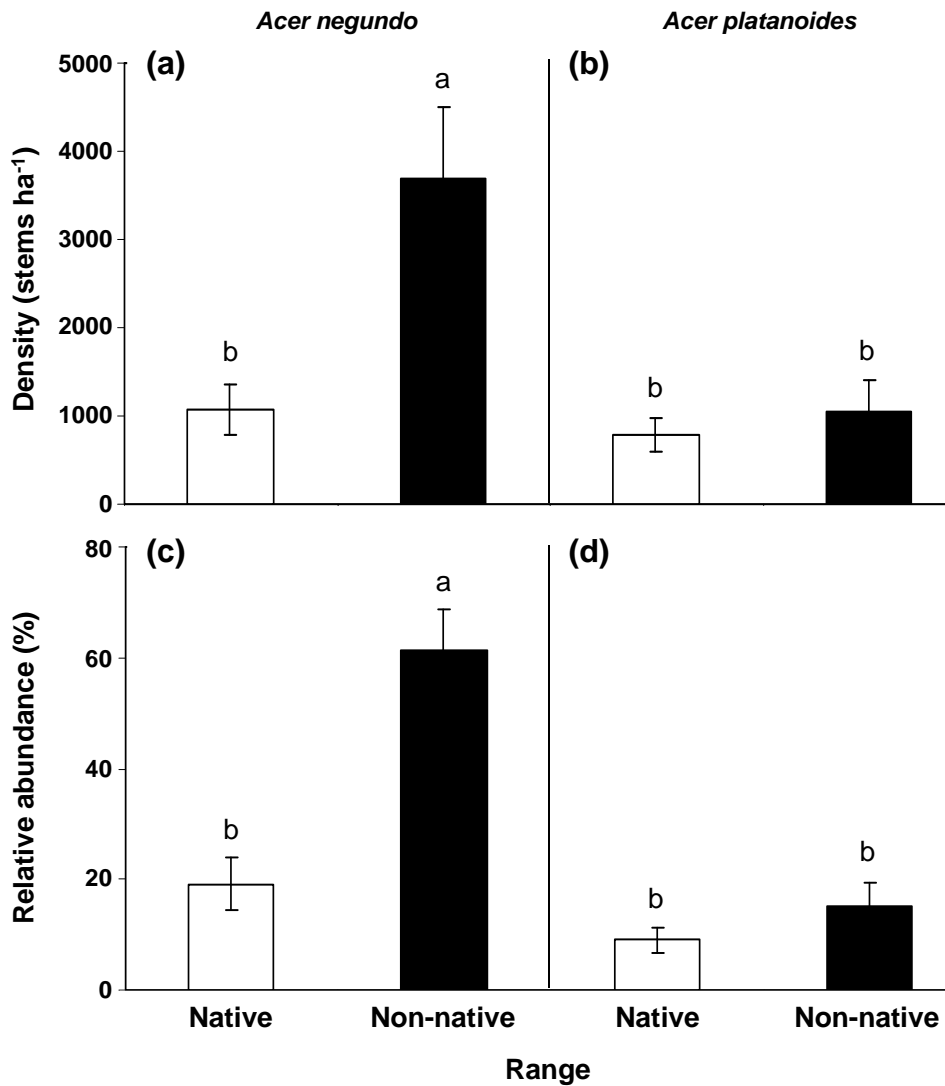 Acer negundo
Acer platanoides
(a)
(b)
Density (stems ha-1)
5000
4000
3000
2000
1000
0
b
a
b
b
(c)
(d)
Relative abundance (%)
80
60
40
20
0
b
a
b
b
Native
Non-native
Native
Non-native
Range